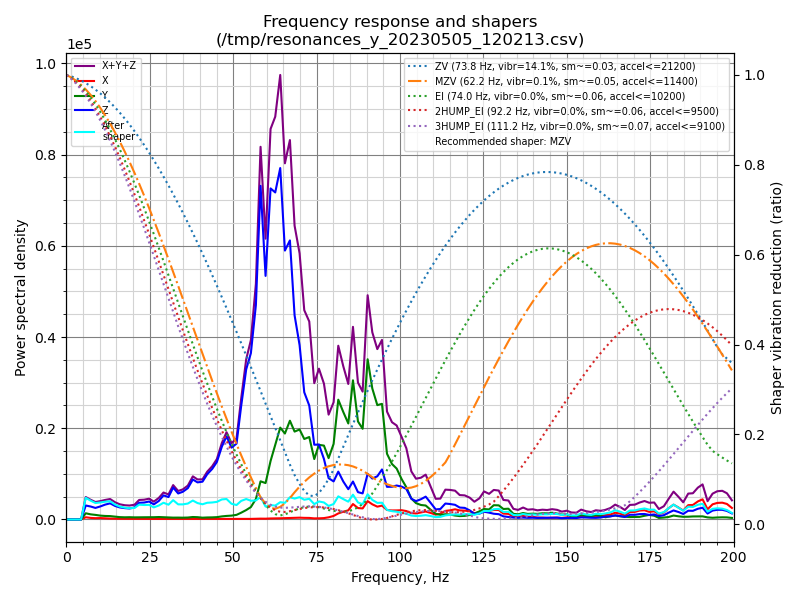 Frequency response and shapers
(/tmp/resonances_y_20230505_120213.csv)
1e5
X+Y+Z
X
Y
Z
After
shaper
ZV (73.8 Hz, vibr=14.1%, sm~=0.03, accel<=21200)
MZV (62.2 Hz, vibr=0.1%, sm~=0.05, accel<=11400)
EI (74.0 Hz, vibr=0.0%, sm~=0.06, accel<=10200)
2HUMP_EI (92.2 Hz, vibr=0.0%, sm~=0.06, accel<=9500)
3HUMP_EI (111.2 Hz, vibr=0.0%, sm~=0.07, accel<=9100)
Recommended shaper: MZV
1.0
0.8
0.6
0.4
0.2
0.0
Power spectral density
1.0
0.8
0.6
0.4
0.2
0.0
Shaper vibration reduction (ratio)
0 25 50 75 100 125 150 175 200
Frequency, Hz